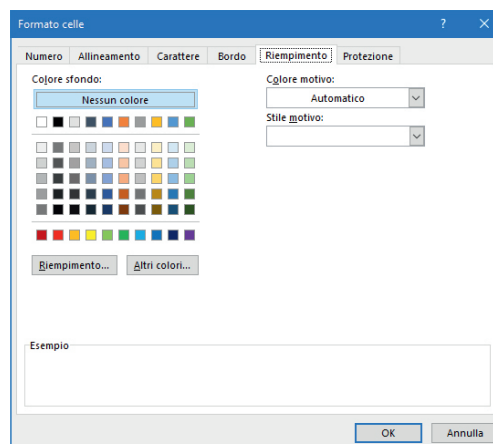 Formato celle ? ×
Numero Allineamento Carattere Bordo Riempimento Protezione
Colore sfondo:
Nessun colore
Riempimento... Altri colori...
Colore motivo:
Automatico
Stile motivo:
Esempio
OK Annulla